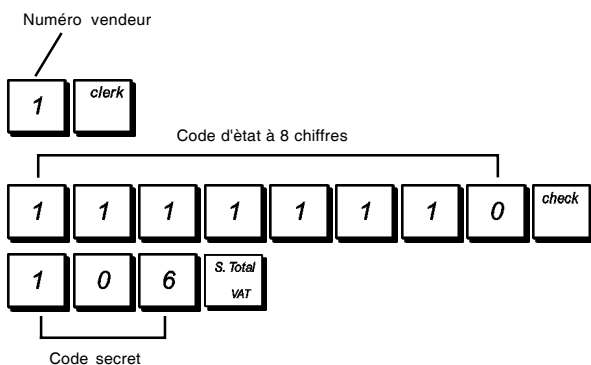 Numéro vendeur
1 clerk
Code d'ètat à 8 chiffres
1 1 1 1 1 1 1 0 check
1 0 6 S. Total
VAT
Code secret